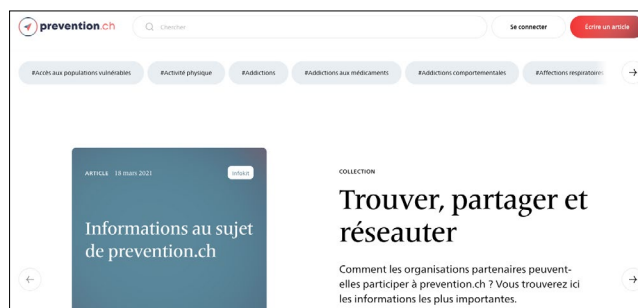 prevention.ch
Chercher
Se connecter
Ecrire un article
#Accès aux populations vulnérables
#Activité physique
#Addictions
#Addictions aux médicaments
#Addictions comportementales
#Affections respiratoires
ARTICLE 18 mars 2021
Infokit
Informations au sujet
de prevention.ch
COLLECTION
Trouver, partager et
réseauter
Comment les organisations partenaires peuvent-
elles participer à prevention.ch ? Vous trouverez ici
les informations les plus importantes.